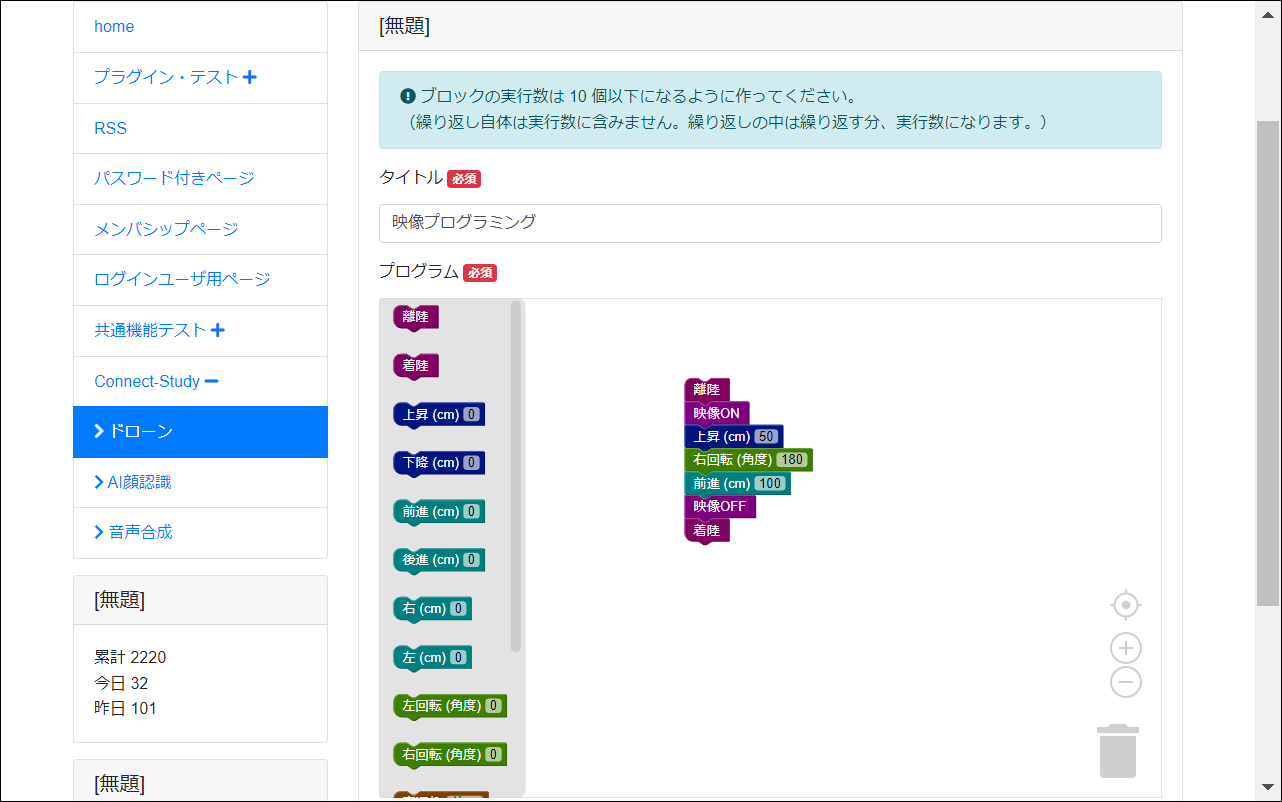 home
プラグイン・テスト
RSS
パスワード付きページ
メンバシップページ
ログインユーザ用ページ
共通機能テスト
Connect-Study
ドローン
AI顔認識
音声合成
[無題]
累計 2220
今日 32
昨日 101
[無題]
[無題]
ブロックの実行数は 10 個以下になるように作ってください。
（繰り返し自体は実行数に含みません。繰り返しの中は繰り返す分、実行数になります。）
タイトル 必須
映像プログラミング
プログラム 必須
離陸
着陸
上昇 (cm) 0
下降 (cm) 0
前進 (cm) 0
後進 (cm) 0
右 (cm) 0
左 (cm) 0
左回転 (角度) 0
右回転 (角度) 0
離陸
映像ON
上昇 (cm) 50
右回転 (角度) 180
前進 (cm) 100
映像OFF
着陸